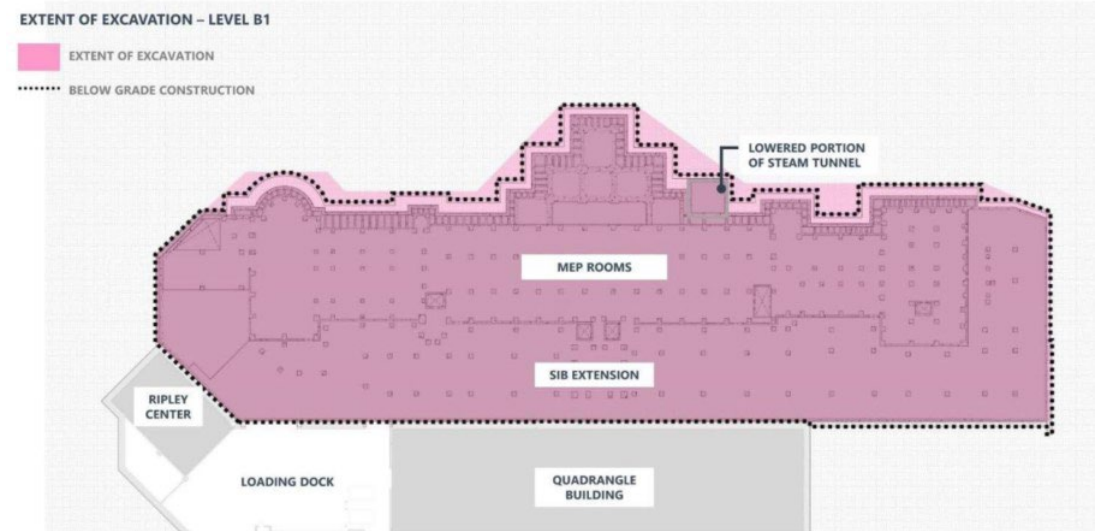 EXTENT OF EXCAVATION – LEVEL B1
EXTENT OF EXCAVATION
BELOW GRADE CONSTRUCTION
LOWERED PORTION
OF STEAM TUNNEL
MEP ROOMS
SIB EXTENSION
RIPLEY
CENTER
LOADING DOCK
QUADRANGLE
BUILDING